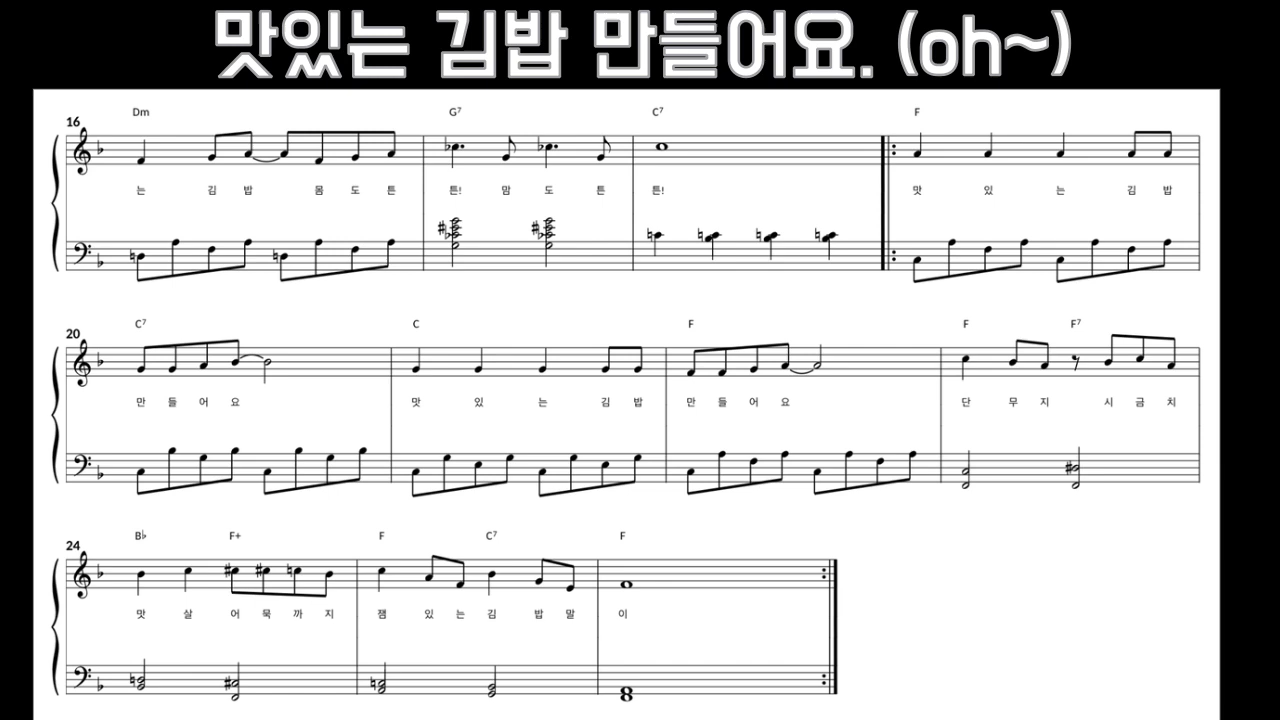 맛있는 김밥 만들어요. (oh~)
Dm G7 C7 F
16
는 김 밥 몸 도 튼 튼! 맘 도 튼 튼! 맛 있 는 김 밥
C7 C F F F7
20
만 들 어 요 맛 있 는 김 밥 만 들 어 요 단 무 지 시 금 치
B♭ F+ F C7 F
24
맛 살 어 묵 까 지 잼 있 는 김 밥 말 이